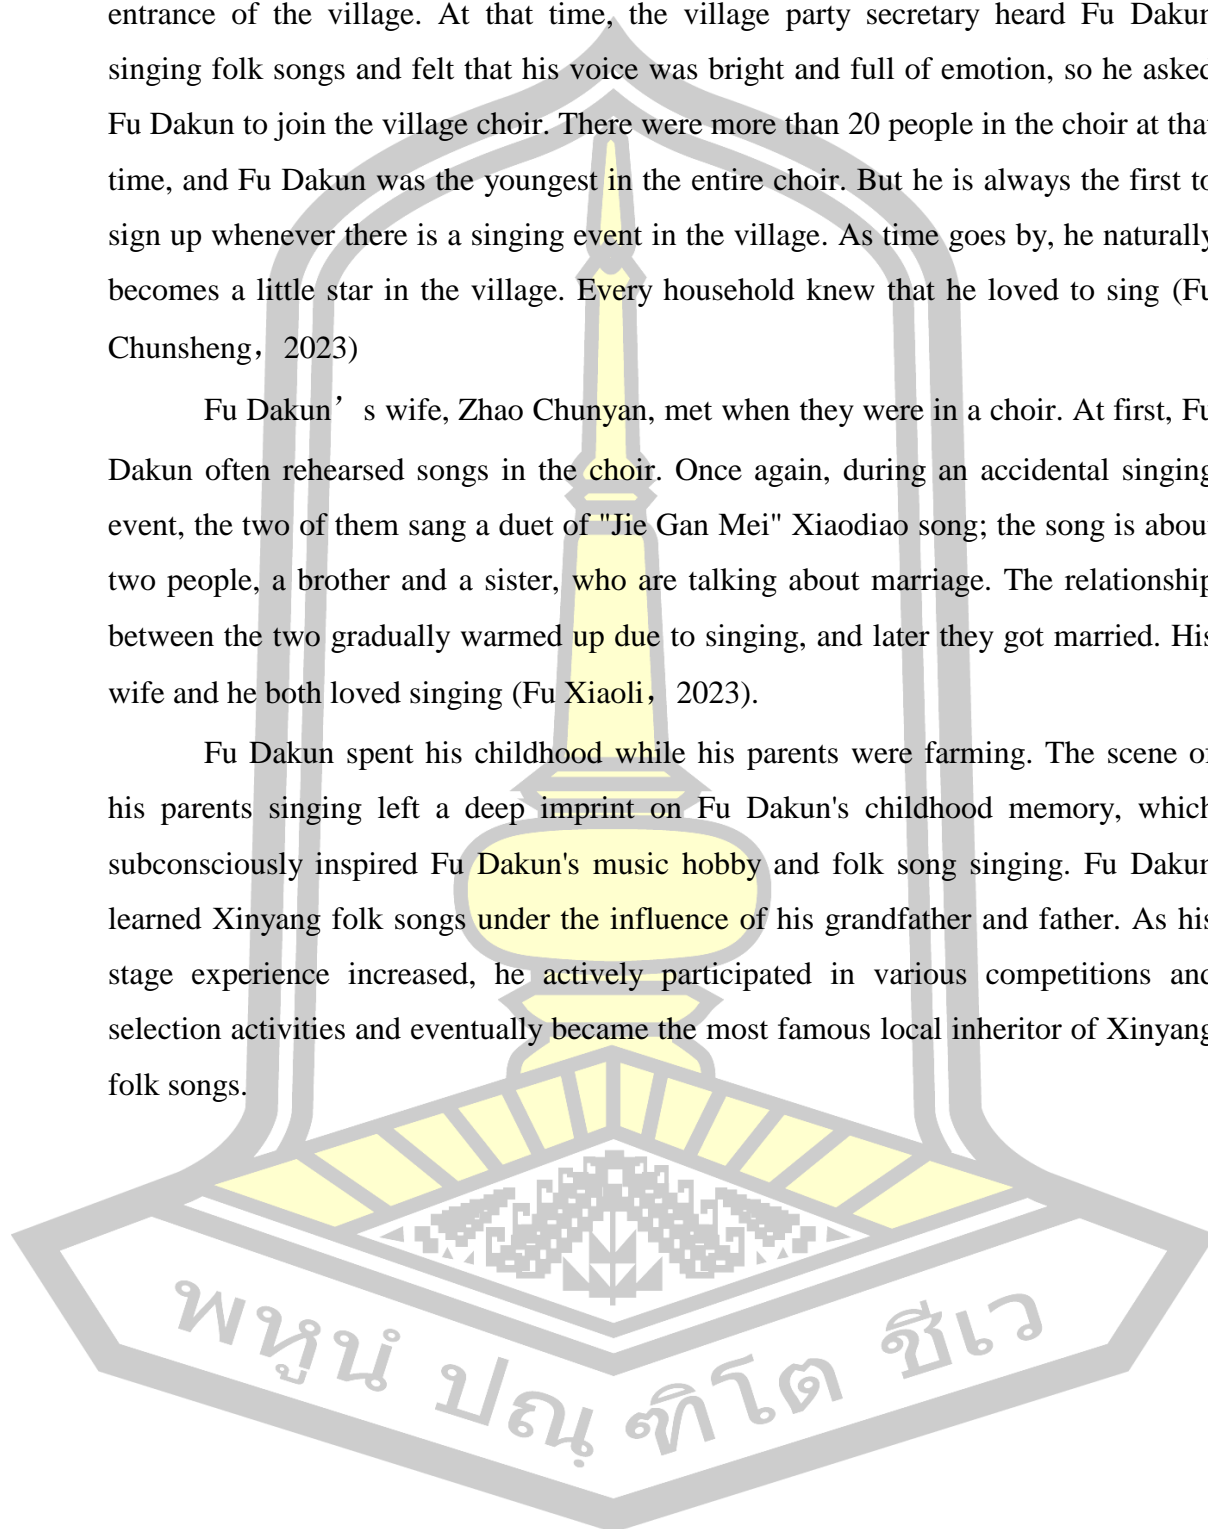 entrance of the village. At that time, the village party secretary heard Fu Dakun
singing folk songs and felt that his voice was bright and full of emotion, so he asked
Fu Dakun to join the village choir. There were more than 20 people in the choir at that
time, and Fu Dakun was the youngest in the entire choir. But he is always the first to
sign up whenever there is a singing event in the village. As time goes by, he naturally
becomes a little star in the village. Every household knew that he loved to sing (Fu
Chunsheng，2023)
Fu Dakun’s wife, Zhao Chunyan, met when they were in a choir. At first, Fu
Dakun often rehearsed songs in the choir. Once again, during an accidental singing
event, the two of them sang a duet of "Jie Gan Mei" Xiaodiao song; the song is about
two people, a brother and a sister, who are talking about marriage. The relationship
between the two gradually warmed up due to singing, and later they got married. His
wife and he both loved singing (Fu Xiaoli，2023).
Fu Dakun spent his childhood while his parents were farming. The scene of
his parents singing left a deep imprint on Fu Dakun's childhood memory, which
subconsciously inspired Fu Dakun's music hobby and folk song singing. Fu Dakun
learned Xinyang folk songs under the influence of his grandfather and father. As his
stage experience increased, he actively participated in various competitions and
selection activities and eventually became the most famous local inheritor of Xinyang
folk songs.
พหูนํ ปณฺฑิโต ชีเว